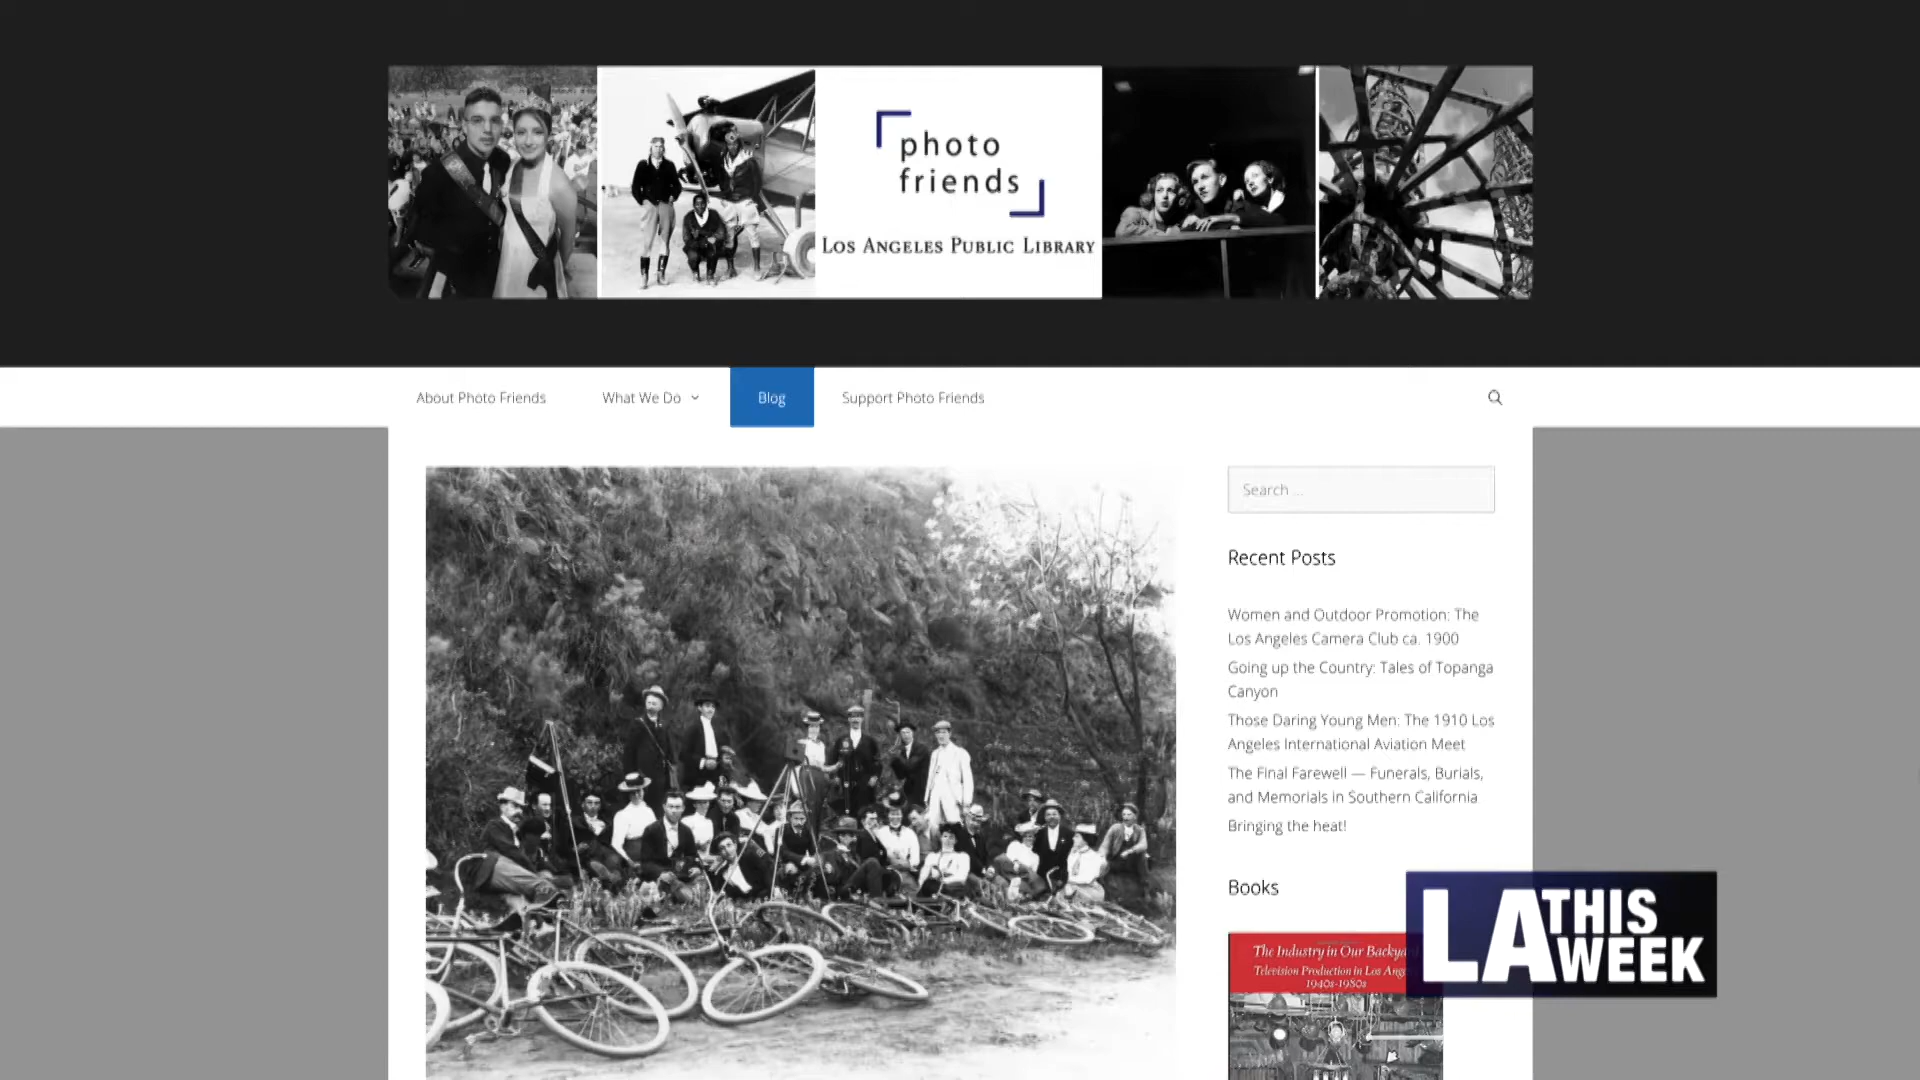 photo
friends
LOS ANGELES PUBLIC LIBRARY
About Photo Friends
What We Do
Blog
Support Photo Friends
Search ...
Recent Posts
Women and Outdoor Promotion: The
Los Angeles Camera Club ca. 1900
Going up the Country: Tales of Topanga
Canyon
Those Daring Young Men: The 1910 Los
Angeles International Aviation Meet
The Final Farewell — Funerals, Burials,
and Memorials in Southern California
Bringing the heat!
Books
The Industry in Our
Television Production in Los
1940s-1980s
LA THIS
WEEK